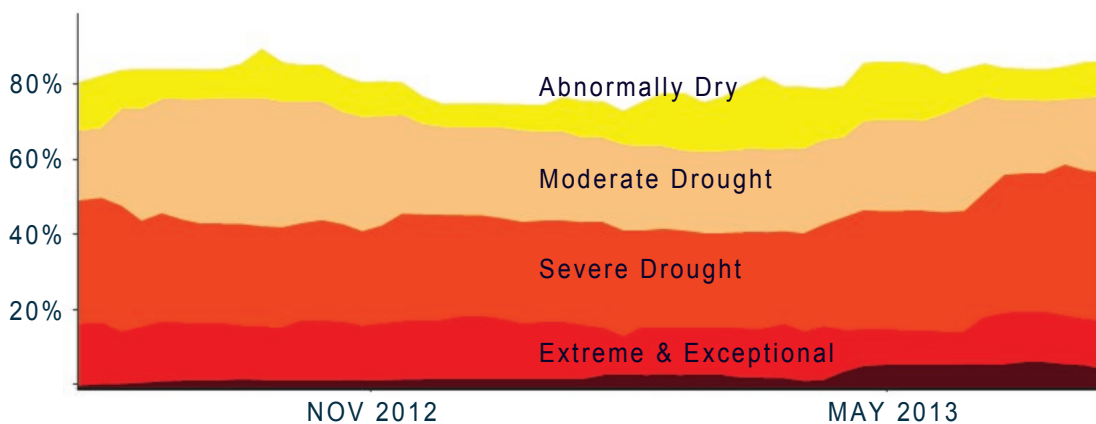 80%
Abnormally Dry
60%
Moderate Drought
40%
Severe Drought
20%
Extreme & Exceptional
NOV 2012 MAY 2013